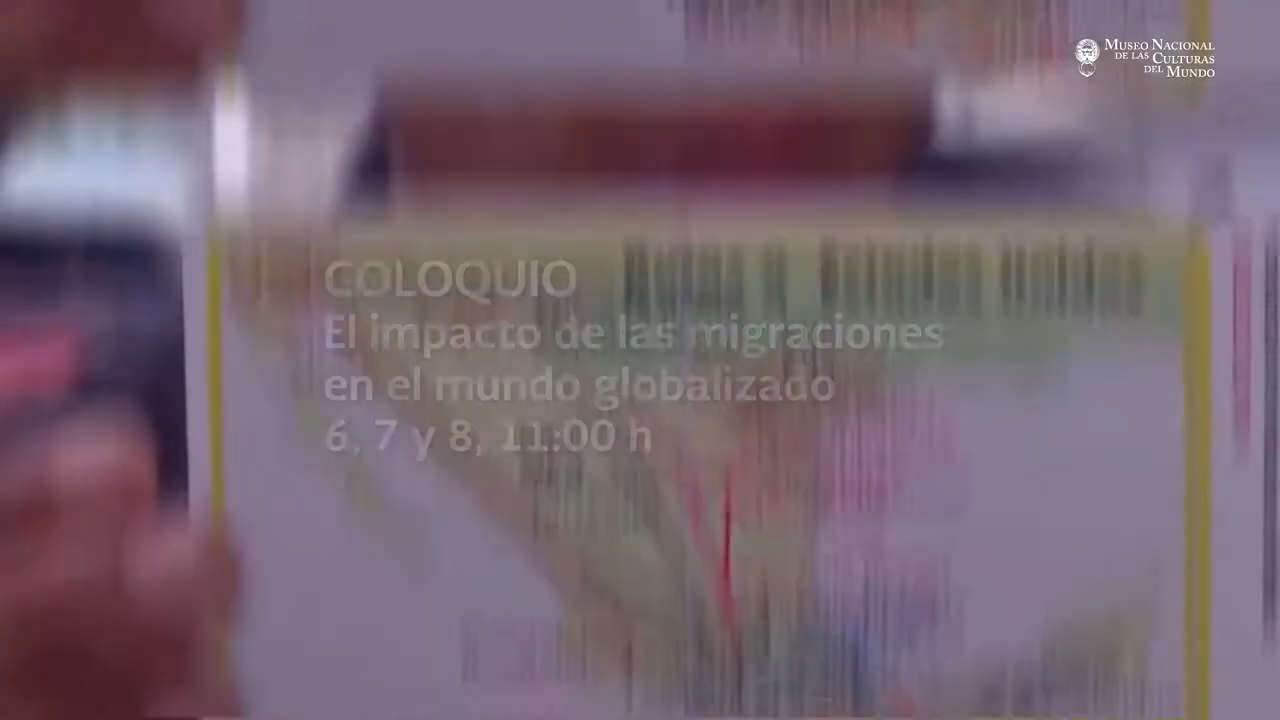 MUSEO NACIONAL
DE LAS CULTURAS
DEL MUNDO
COLOQUIO
El impacto de las migraciones
en el mundo globalizado
6, 7 y 8, 11:00 h